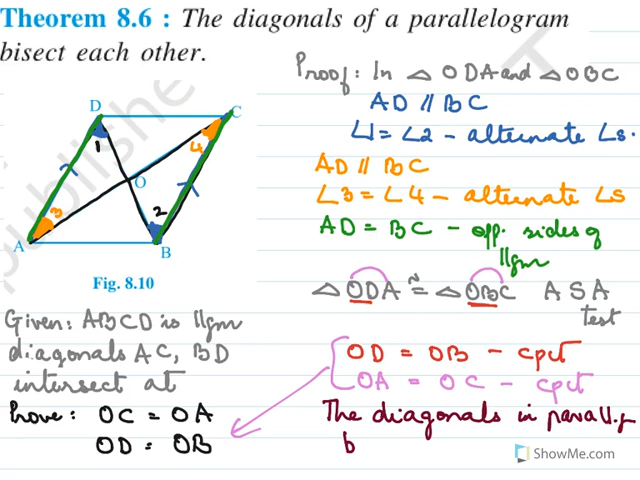 Theorem 8.6 : The diagonals of a parallelogram
bisect each other.
D
C
1
4
O
3
2
A
B
Fig. 8.10
Given: ABCD is ||gm
diagonals AC, BD
intersect at
Prove: OC = OA
OD = OB
Proof: In △ ODA and △ OBC
AD || BC
∠1 = ∠2 - alternate ∠s.
AD || BC
∠3 = ∠4 - alternate ∠s
AD = BC - opp. sides of
||gm
△ ODA ≅ △ OBC ASA
test
OD = OB - cpct
OA = OC - cpct
The diagonals in parall.g
b
ShowMe.com